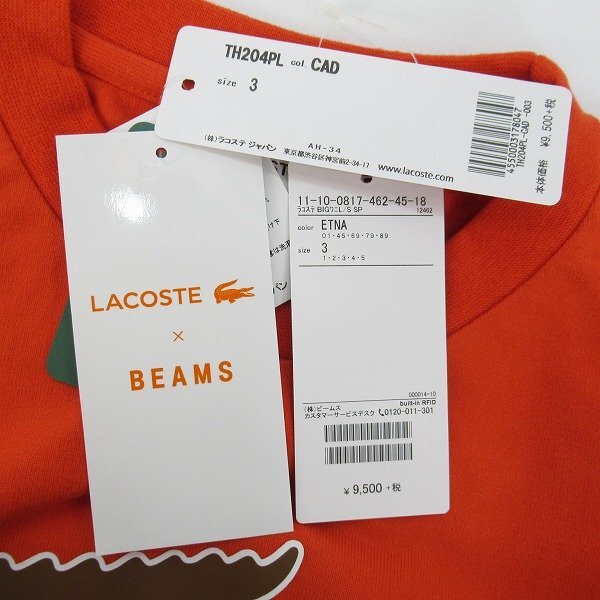 TH204PL col. CAD
size 3
AH-34
(株)ラコステ ジャパン 東京都渋谷区神宮前2-34-17
www.lacoste.com
本体価格 ¥9,500+税
4550003178047
TH204PL-CAD -003
LACOSTE
×
BEAMS
11-10-0817-462-45-18
ラコステ BIGワニL/S SP
12462
color ETNA
01・45・69・79・89
size 3
1・2・3・4・5
000014-10
built-in RFID
(株)ビームス
カスタマーサービスデスク 0120-011-301
¥9,500 +税